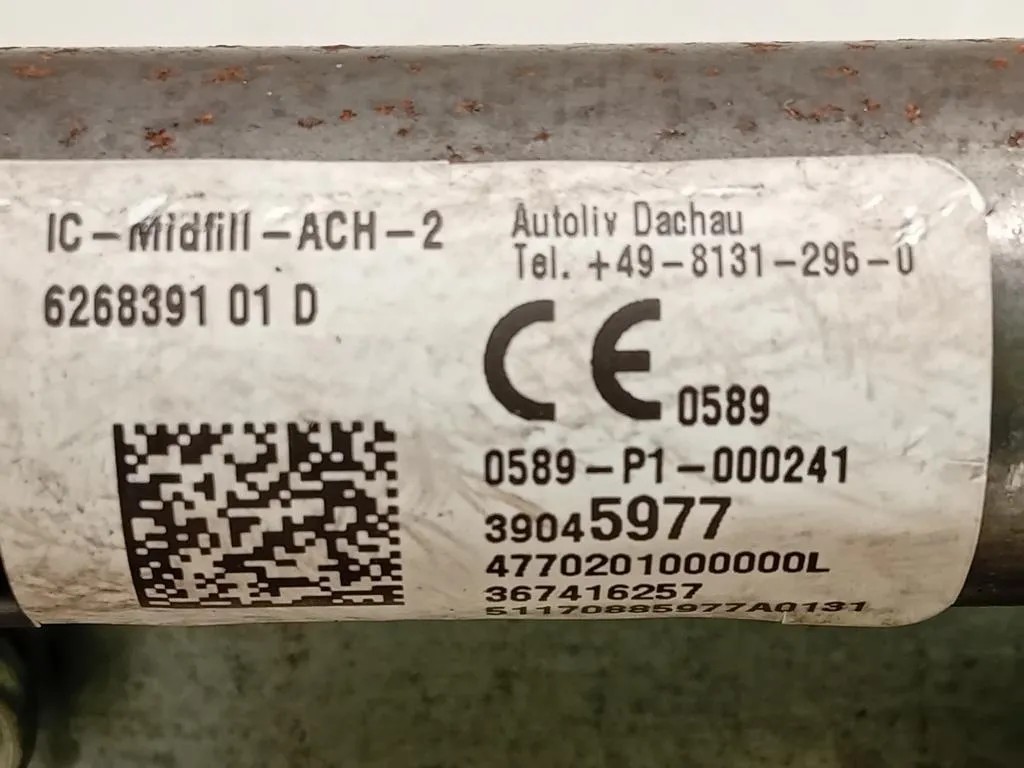 IC-Midfill-ACH-2
6268391 01 D
Autoliv Dachau
Tel. +49-8131-295-0
CE 0589
0589-P1-000241
39045977
4770201000000L
367416257
51170885977A0131